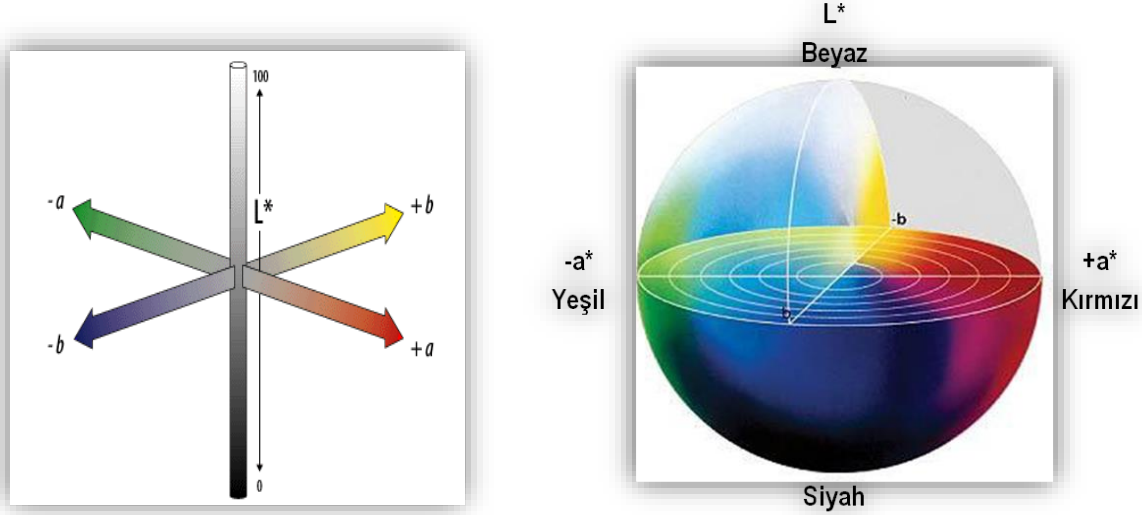 100
L*
-a
+b
-b
+a
0
L*
Beyaz
-b
-a*
Yeşil
+a*
Kırmızı
b
Siyah